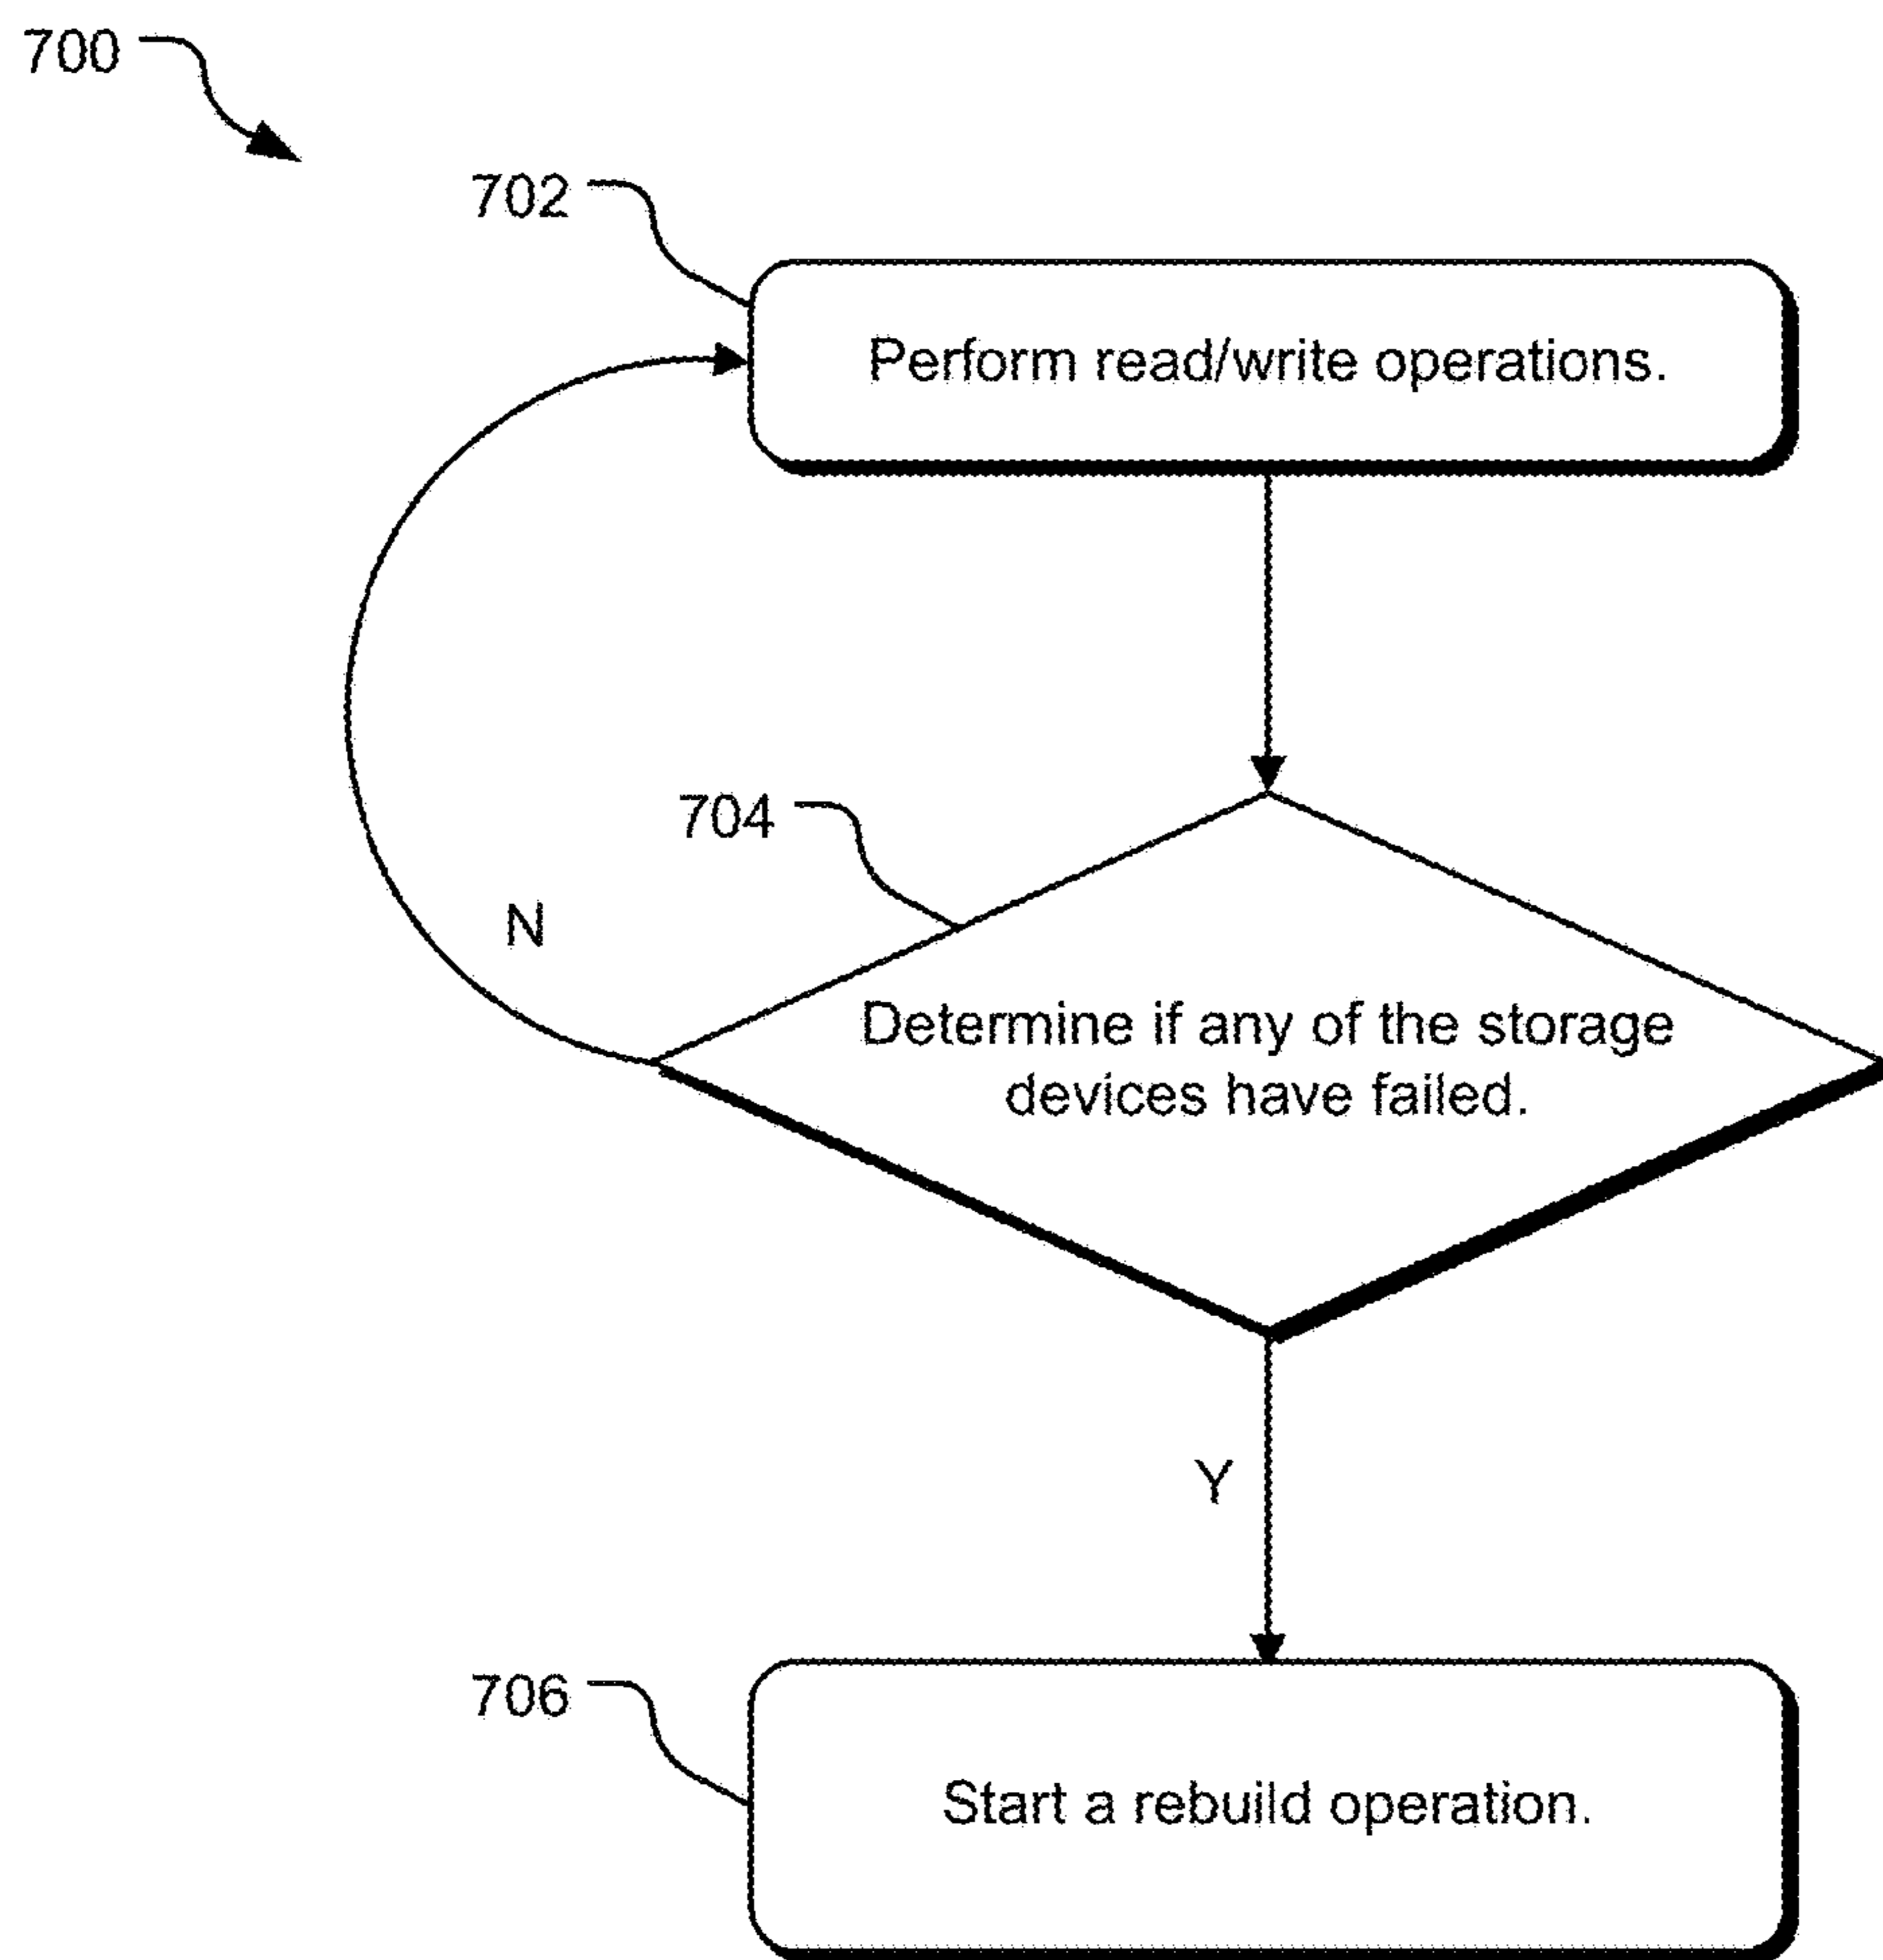 700
702
Perform read/write operations.
704
N
Determine if any of the storage
devices have failed.
Y
706
Start a rebuild operation.